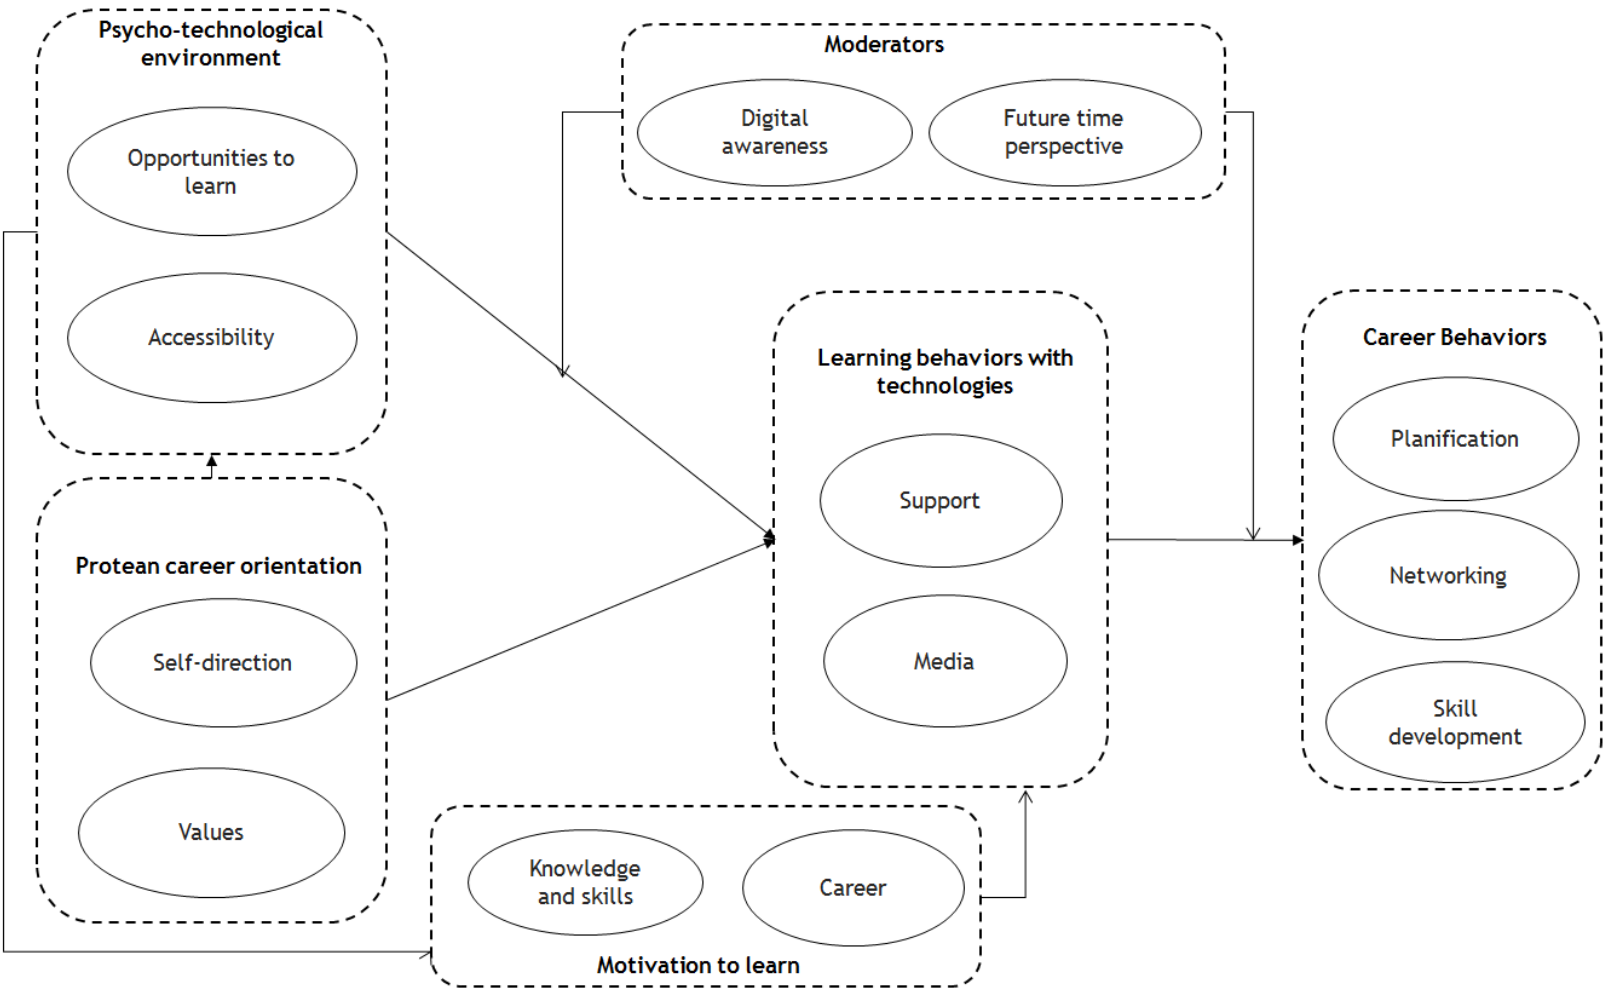 Psycho-technological
environment
Opportunities to
learn
Accessibility
Moderators
Digital
awareness
Future time
perspective
Protean career orientation
Self-direction
Values
Learning behaviors with
technologies
Support
Media
Career Behaviors
Planification
Networking
Skill
development
Knowledge
and skills
Career
Motivation to learn